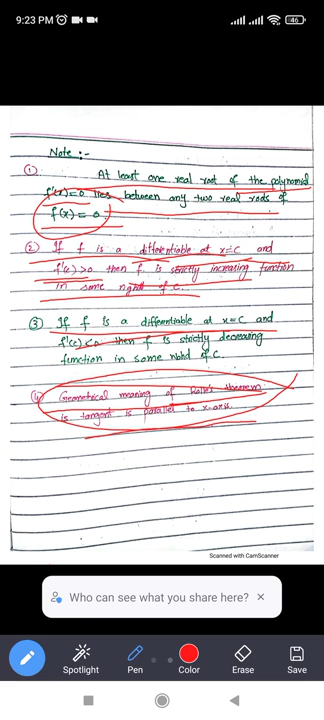 9:23 PM
46
Note :-
① At least one real root of the polynomial
f'(x)=0 lies between any two real roots of
f(x) = 0
② If f is a differentiable at x=c and
f'(c)>0 then f is strictly increasing function
in some nghbd of C.
③ If f is a differentiable at x=c and
f'(c)<0 then f is strictly decreasing
function in some nbhd of C.
④ Geometrical meaning of Rolle's theorem
is tangent is parallel to x-axis.
Scanned with CamScanner
Who can see what you share here? ×
Spotlight Pen Color Erase Save